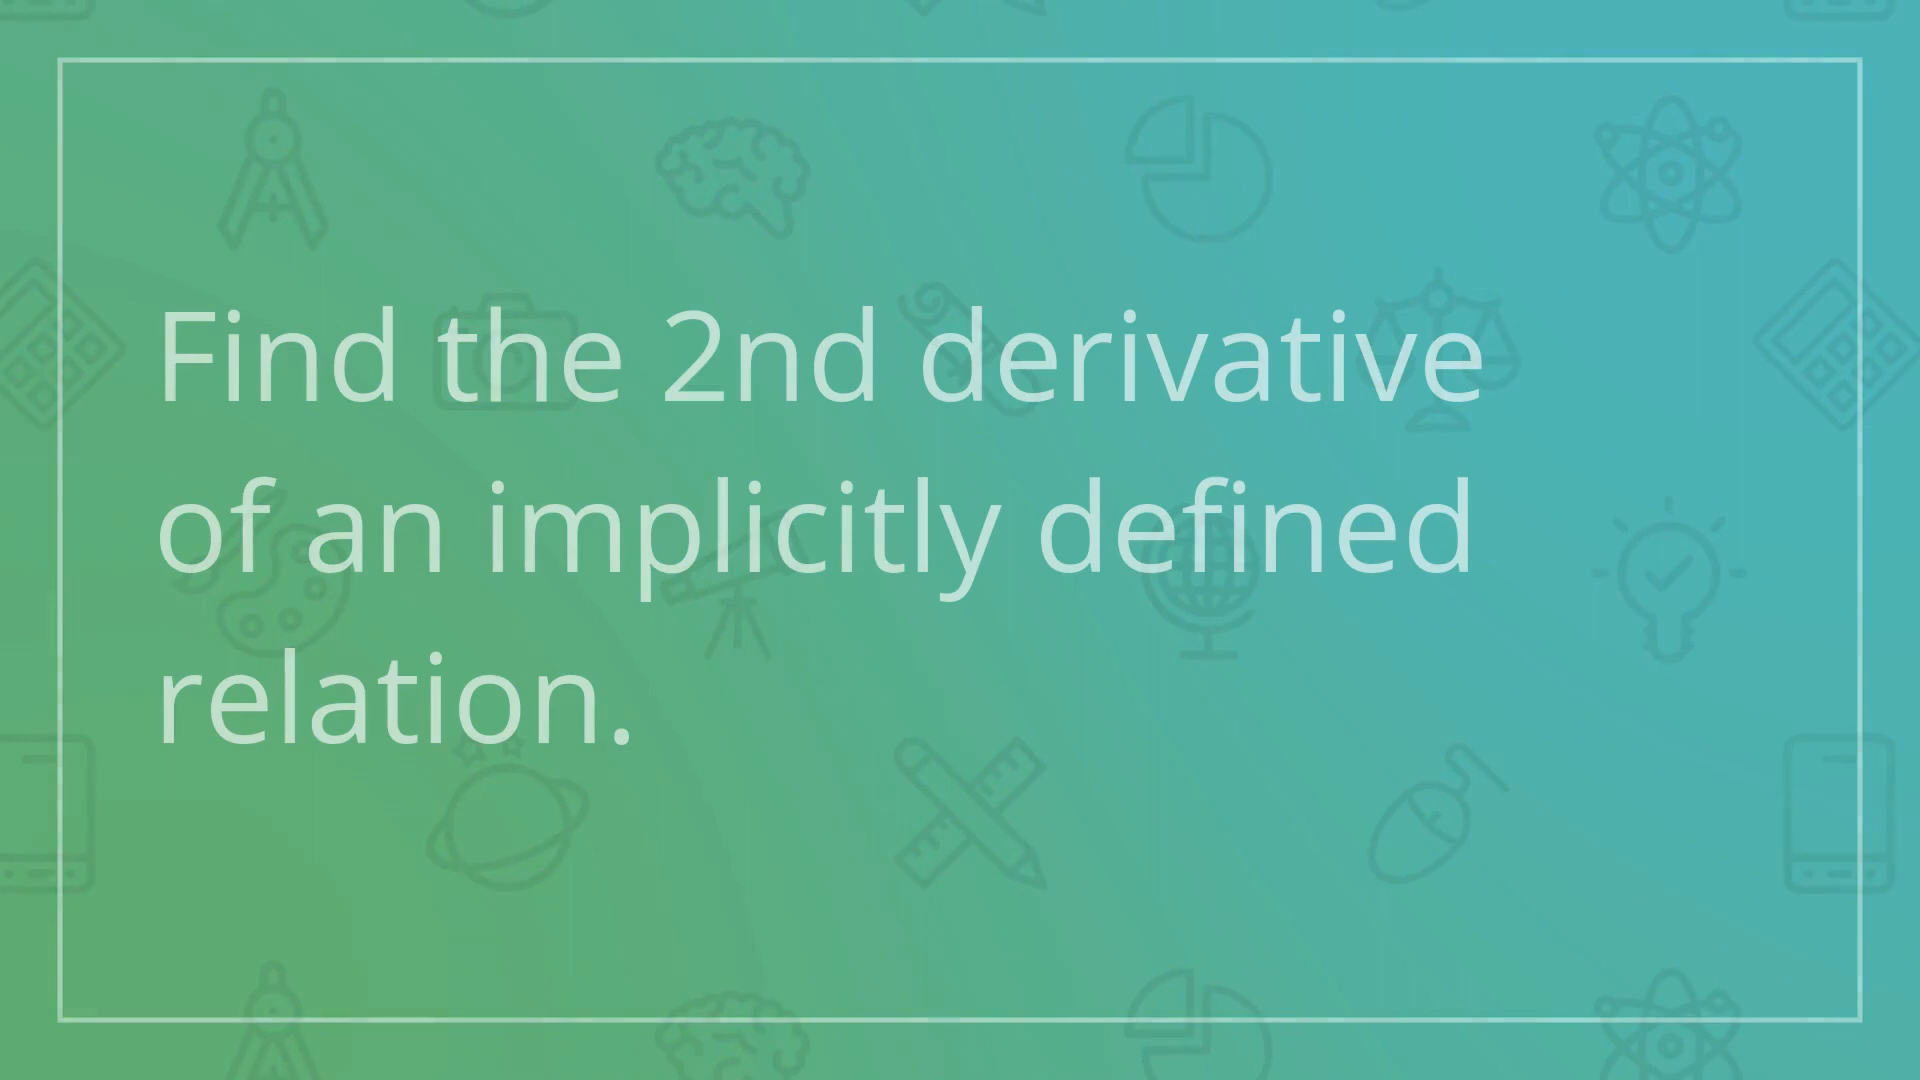 Find the 2nd derivative
of an implicitly defined
relation.